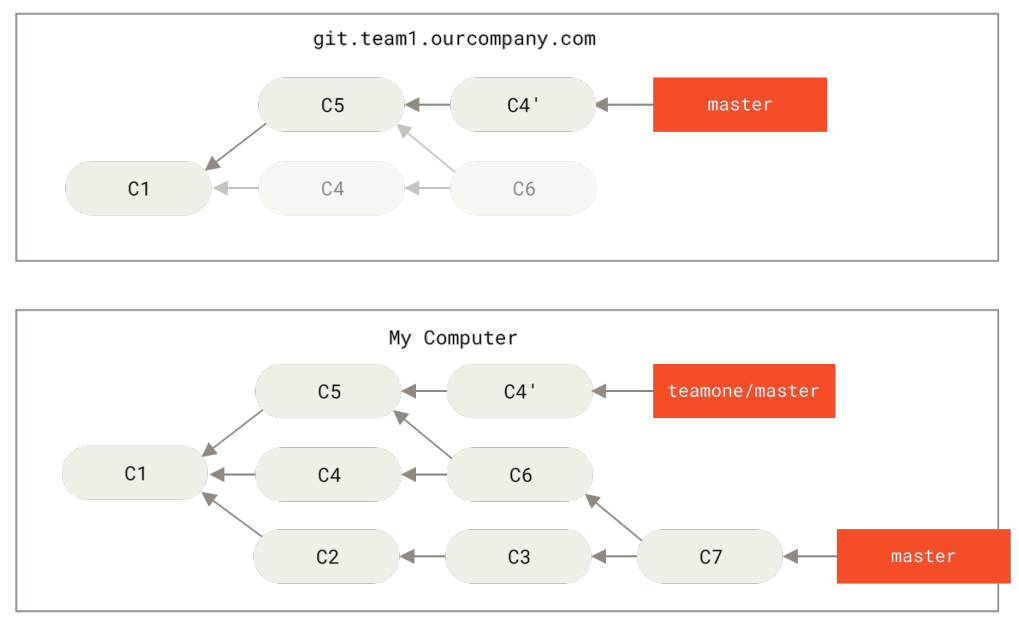 git.team1.ourcompany.com
C5
C4'
master
C1
C4
C6
My Computer
C5
C4'
teamone/master
C1
C4
C6
C2
C3
C7
master